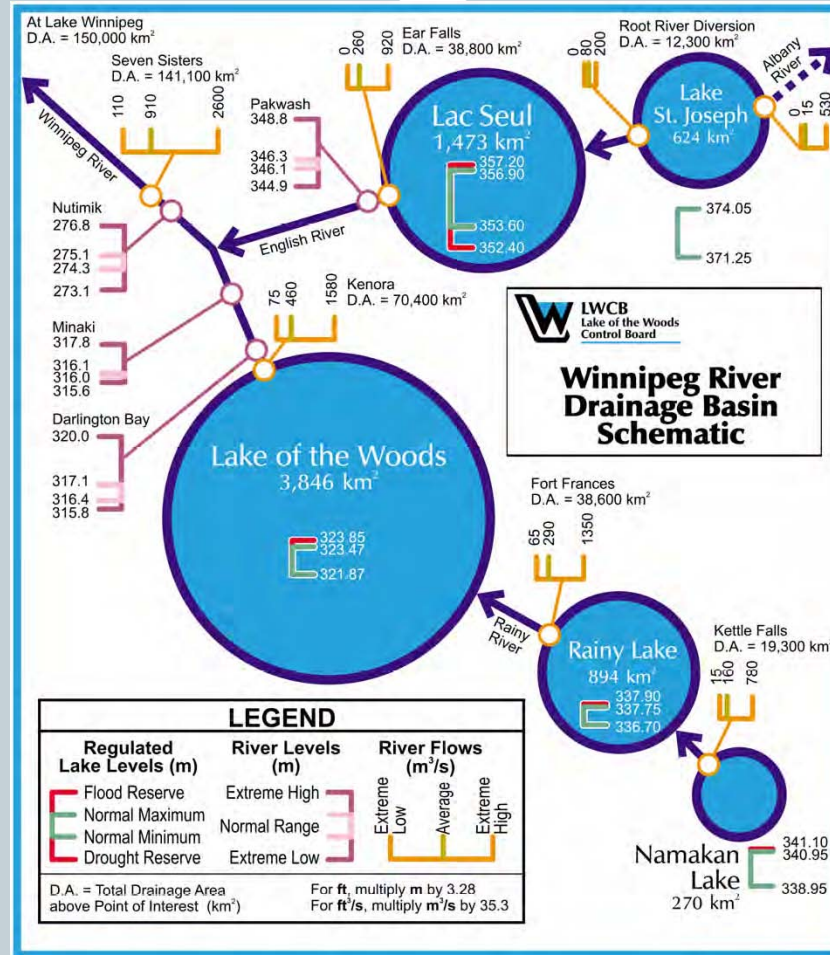 At Lake Winnipeg
D.A. = 150,000 km²
Seven Sisters
D.A. = 141,100 km²
110
910
2600
Winnipeg River
Pakwash
348.8
346.3
346.1
344.9
Ear Falls
D.A. = 38,800 km²
0
260
920
Lac Seul
1,473 km²
357.20
356.90
353.60
352.40
Root River Diversion
D.A. = 12,300 km²
0
80
200
Albany
River
Lake
St. Joseph
624 km²
0
15
530
374.05
371.25
English River
Nutimik
276.8
275.1
274.3
273.1
Minaki
317.8
316.1
316.0
315.6
Darlington Bay
320.0
317.1
316.4
315.8
Kenora
D.A. = 70,400 km²
75
460
1580
LWCB
Lake of the Woods
Control Board
Winnipeg River
Drainage Basin
Schematic
Lake of the Woods
3,846 km²
323.85
323.47
321.87
Fort Frances
D.A. = 38,600 km²
65
290
1350
Rainy
River
Rainy Lake
894 km²
337.90
337.75
336.70
Kettle Falls
D.A. = 19,300 km²
15
160
780
Namakan
Lake
270 km²
341.10
340.95
338.95
LEGEND
Regulated
Lake Levels (m)
Flood Reserve
Normal Maximum
Normal Minimum
Drought Reserve
River Levels
(m)
Extreme High
Normal Range
Extreme Low
River Flows
(m³/s)
Extreme
Low
Average
Extreme
High
D.A. = Total Drainage Area
above Point of Interest (km²)
For ft, multiply m by 3.28
For ft³/s, multiply m³/s by 35.3